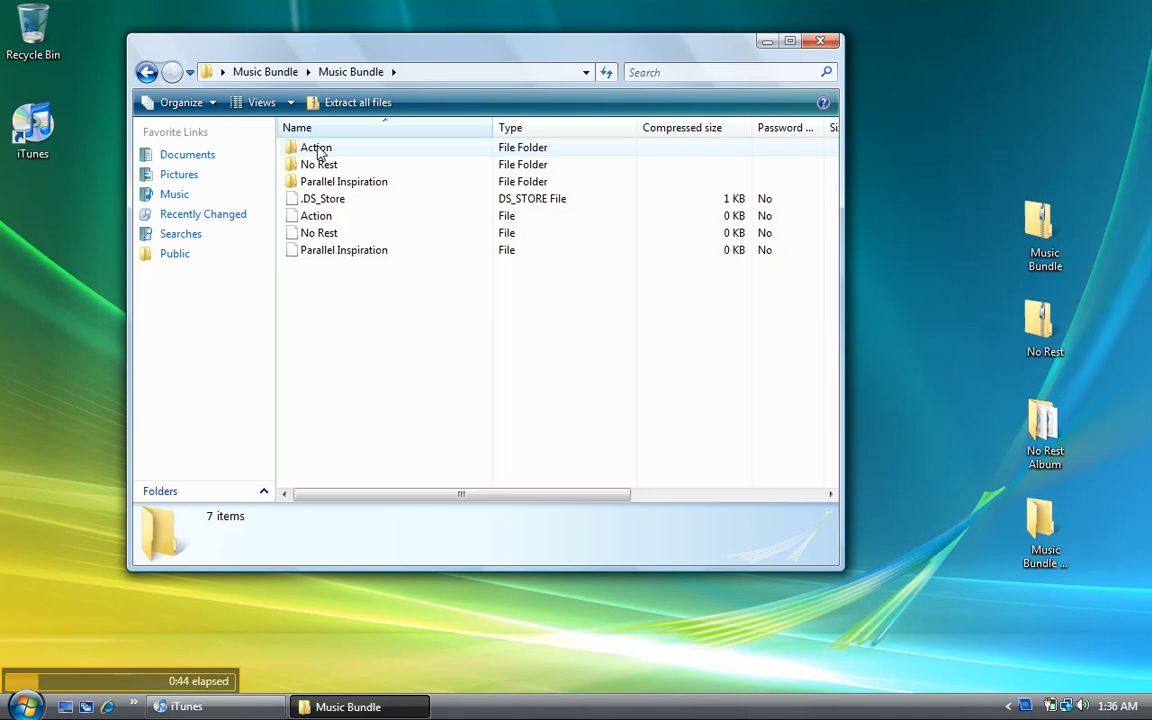 Recycle Bin
iTunes
Music Bundle
Music Bundle
Search
Organize
Views
Extract all files
Favorite Links
Documents
Pictures
Music
Recently Changed
Searches
Public
Folders
Name Type Compressed size Password ... Si
Action File Folder
No Rest File Folder
Parallel Inspiration File Folder
.DS_Store DS_STORE File 1 KB No
Action File 0 KB No
No Rest File 0 KB No
Parallel Inspiration File 0 KB No
7 items
Music
Bundle
No Rest
No Rest
Album
Music
Bundle ...
0:44 elapsed
iTunes
Music Bundle
1:36 AM